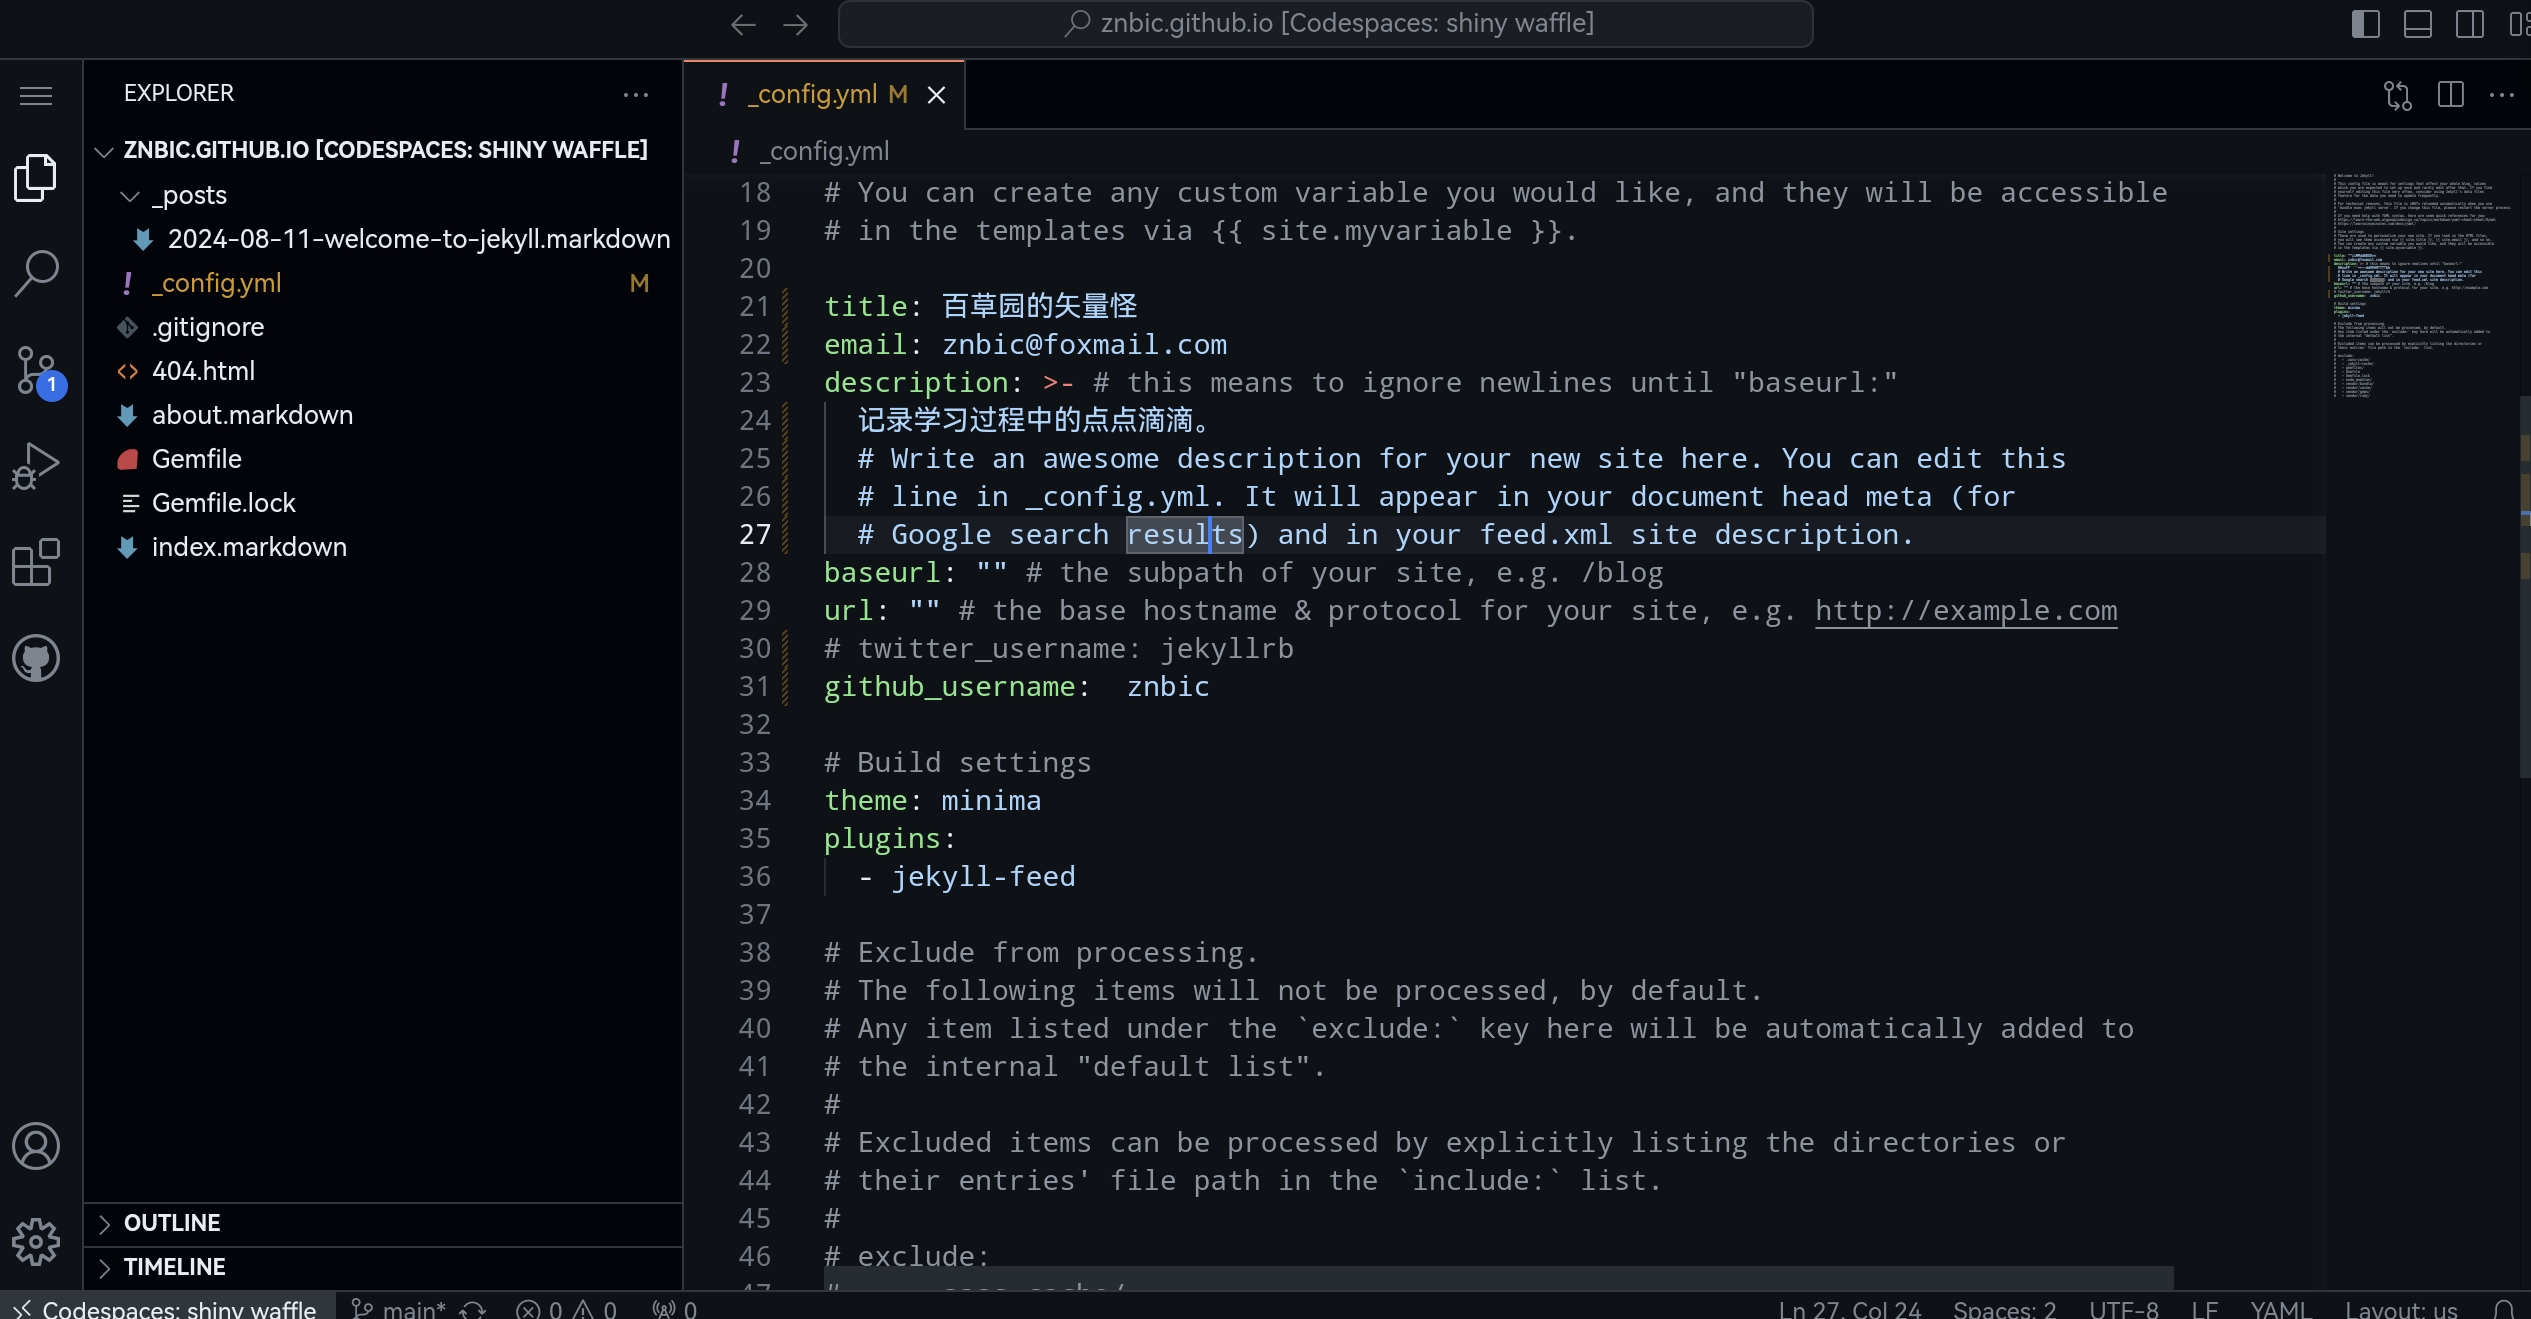 znbic.github.io [Codespaces: shiny waffle]
EXPLORER
ZNBIC.GITHUB.IO [CODESPACES: SHINY WAFFLE]
_posts
2024-08-11-welcome-to-jekyll.markdown
_config.yml M
.gitignore
404.html
about.markdown
Gemfile
Gemfile.lock
index.markdown
1
OUTLINE
TIMELINE
_config.yml M
_config.yml
18 # You can create any custom variable you would like, and they will be accessible
19 # in the templates via {{ site.myvariable }}.
20
21 title: 百草园的矢量怪
22 email: znbic@foxmail.com
23 description: >- # this means to ignore newlines until "baseurl:"
24 记录学习过程中的点点滴滴。
25 # Write an awesome description for your new site here. You can edit this
26 # line in _config.yml. It will appear in your document head meta (for
27 # Google search results) and in your feed.xml site description.
28 baseurl: "" # the subpath of your site, e.g. /blog
29 url: "" # the base hostname & protocol for your site, e.g. http://example.com
30 # twitter_username: jekyllrb
31 github_username:  znbic
32
33 # Build settings
34 theme: minima
35 plugins:
36 - jekyll-feed
37
38 # Exclude from processing.
39 # The following items will not be processed, by default.
40 # Any item listed under the `exclude:` key here will be automatically added to
41 # the internal "default list".
42 #
43 # Excluded items can be processed by explicitly listing the directories or
44 # their entries' file path in the `include:` list.
45 #
46 # exclude:
Codespaces: shiny waffle main* 0 0 0 Ln 27, Col 24 Spaces: 2 UTF-8 LF YAML Layout: us